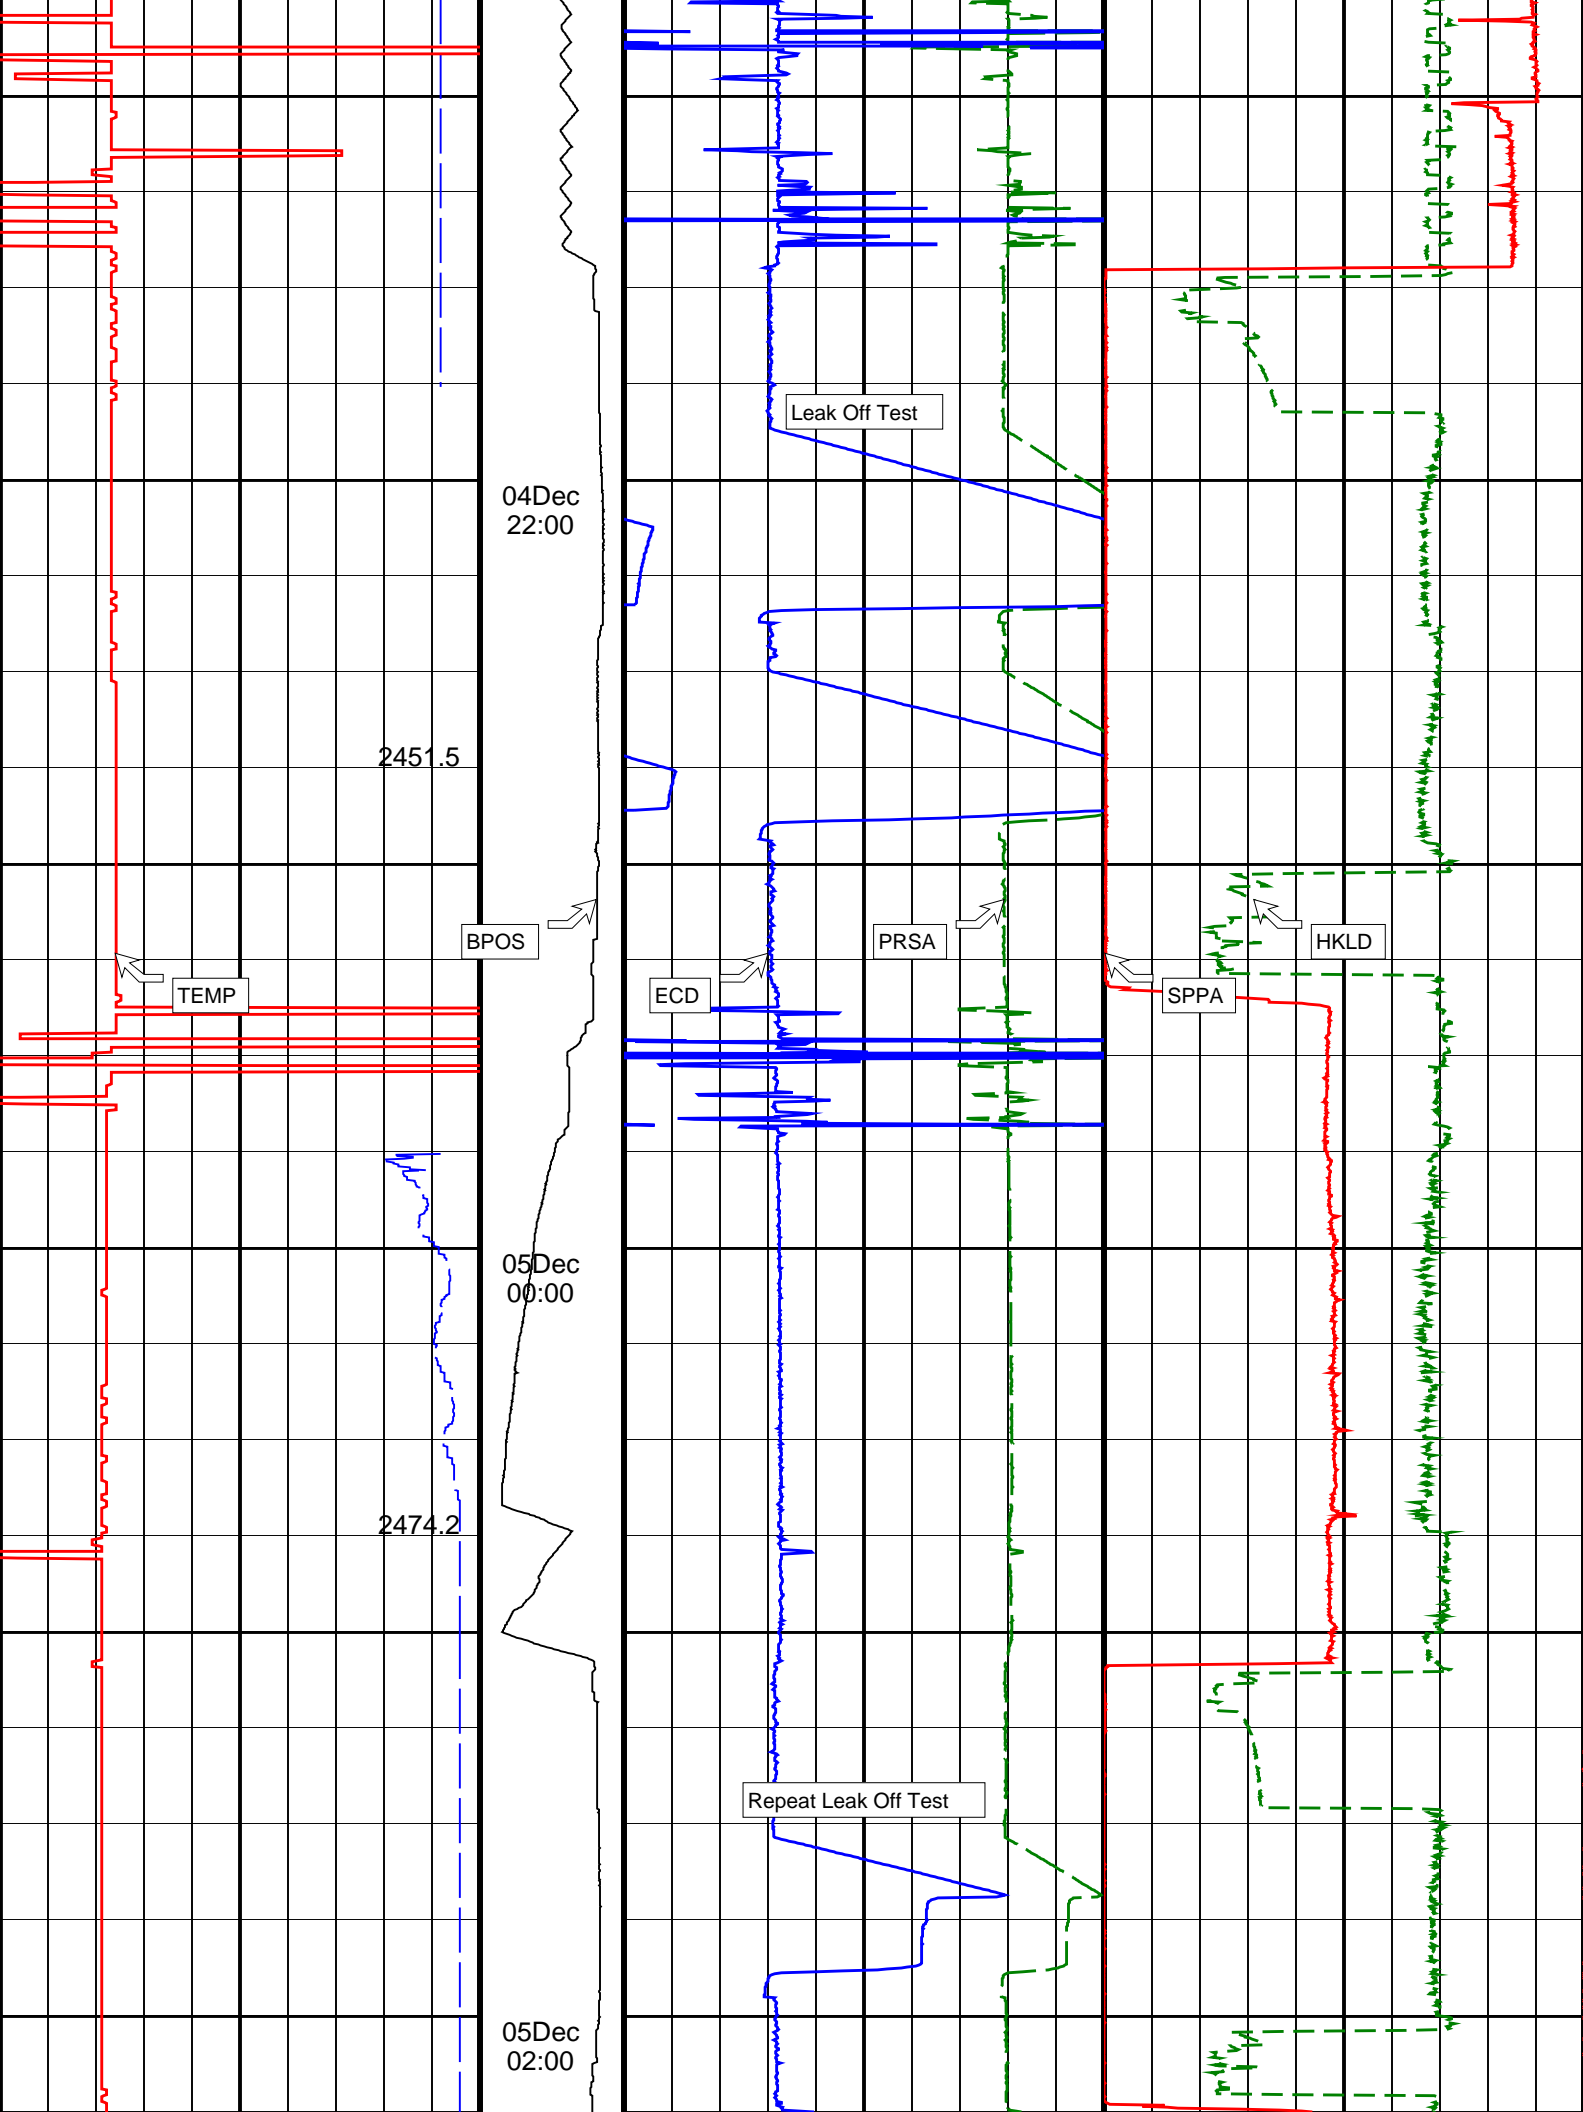 Leak Off Test
04Dec
22:00
2451.5
BPOS
PRSA
HKLD
TEMP
ECD
SPPA
05Dec
00:00
2474.2
Repeat Leak Off Test
05Dec
02:00